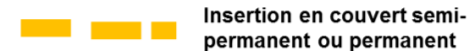 Insertion en couvert semi-
permanent ou permanent